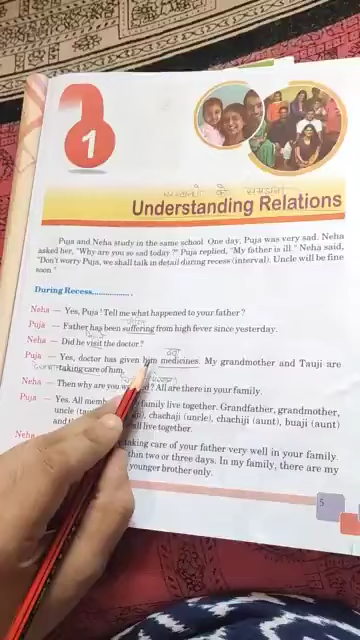 1
सम्बन्धों को समझना
Understanding Relations
Puja and Neha study in the same school. One day, Puja was very sad. Neha
asked her, "Why are you so sad today ?" Puja replied, "My father is ill." Neha said,
"Don't worry Puja, we shall talk in detail during recess (interval). Uncle will be fine
soon."
During Recess................
Neha — Yes, Puja ! Tell me what happened to your father ?
Puja — Father has been suffering from high fever since yesterday.
Neha — Did he visit the doctor ?
दवा
Puja — Yes, doctor has given him medicines. My grandmother and Tauji are
taking care of him.
Neha — Then why are you ? All are there in your family.
Puja — Yes. All family live together. Grandfather, grandmother,
uncle chachaji (uncle), chachiji (aunt), buaji (aunt)
all live together.
Neha taking care of your father very well in your family.
thin two or three days. In my family, there are my
younger brother only.
5